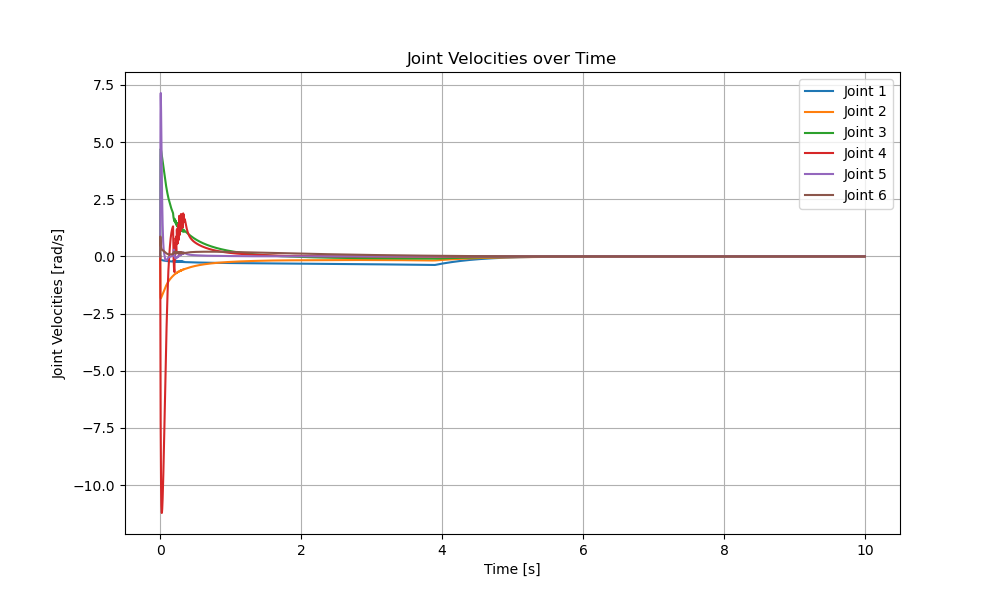 Joint Velocities over Time
Joint Velocities [rad/s]
7.5
5.0
2.5
0.0
−2.5
−5.0
−7.5
−10.0
Joint 1
Joint 2
Joint 3
Joint 4
Joint 5
Joint 6
0 2 4 6 8 10
Time [s]